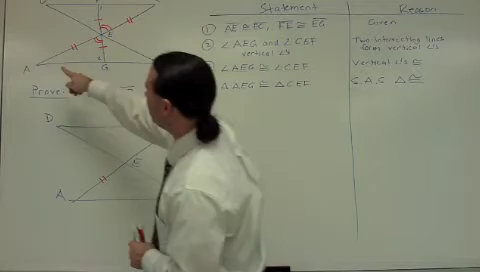 Statement Reason
① AE ≅ EC, FE ≅ EG Given
② ∠AEG and ∠CEF Two intersecting lines
vertical ∠s form vertical ∠s
∠AEG ≅ ∠CEF Vertical ∠s ≅
△AEG ≅ △CEF S.A.S △ ≅
E
A G
Prove:
D
E
A